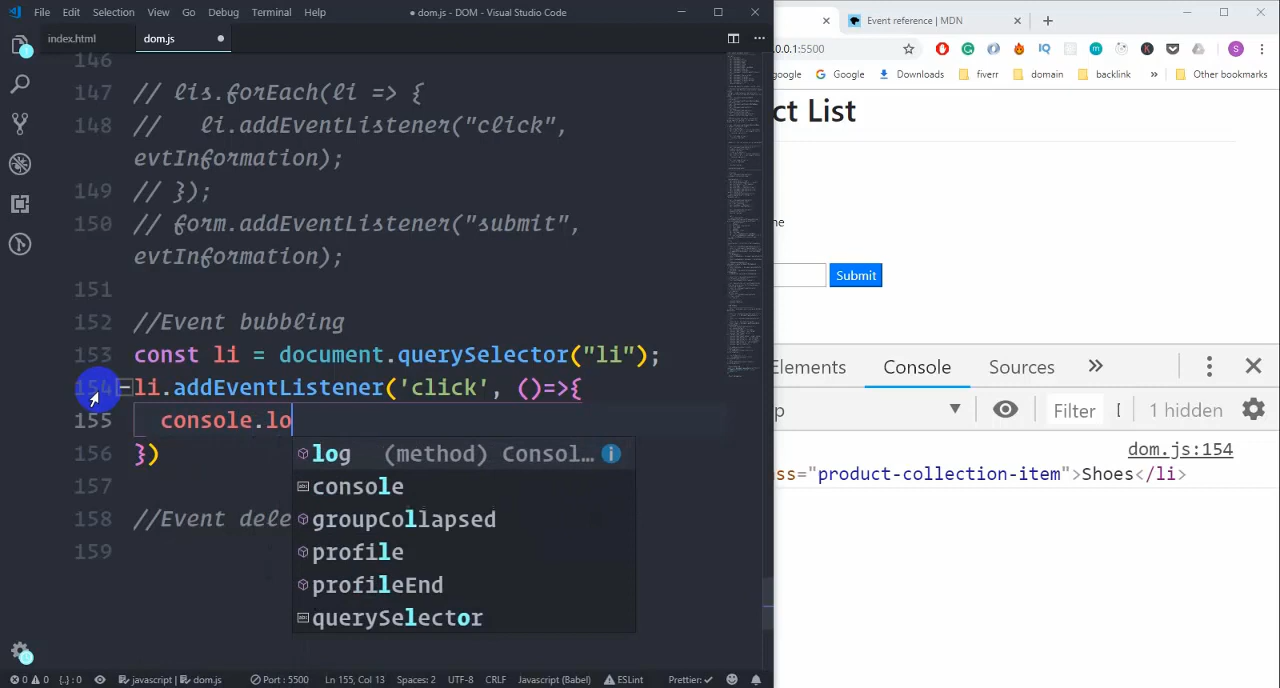 File Edit Selection View Go Debug Terminal Help
● dom.js - DOM - Visual Studio Code
index.html
dom.js
146
147 // lis.forEach(li => {
148 //   li.addEventListener("click",
evtInformation);
149 // });
150 // form.addEventListener("submit",
evtInformation);
151
152 //Event bubbling
153 const li = document.querySelector("li");
154 li.addEventListener('click', ()=>{
155 console.lo
156 })
157
158 //Event dele
159
log (method) Consol...
console
groupCollapsed
profile
profileEnd
querySelector
0 0 {..} : 0 javascript | dom.js Port : 5500 Ln 155, Col 13 Spaces: 2 UTF-8 CRLF Javascript (Babel) ESLint Prettier: ✓
Event reference | MDN
.0.0.1:5500
IQ
S
google Google Downloads fiverr domain backlink » Other bookmarks
ct List
ne
Submit
Elements Console Sources »
p Filter 1 hidden
dom.js:154
ss="product-collection-item">Shoes</li>